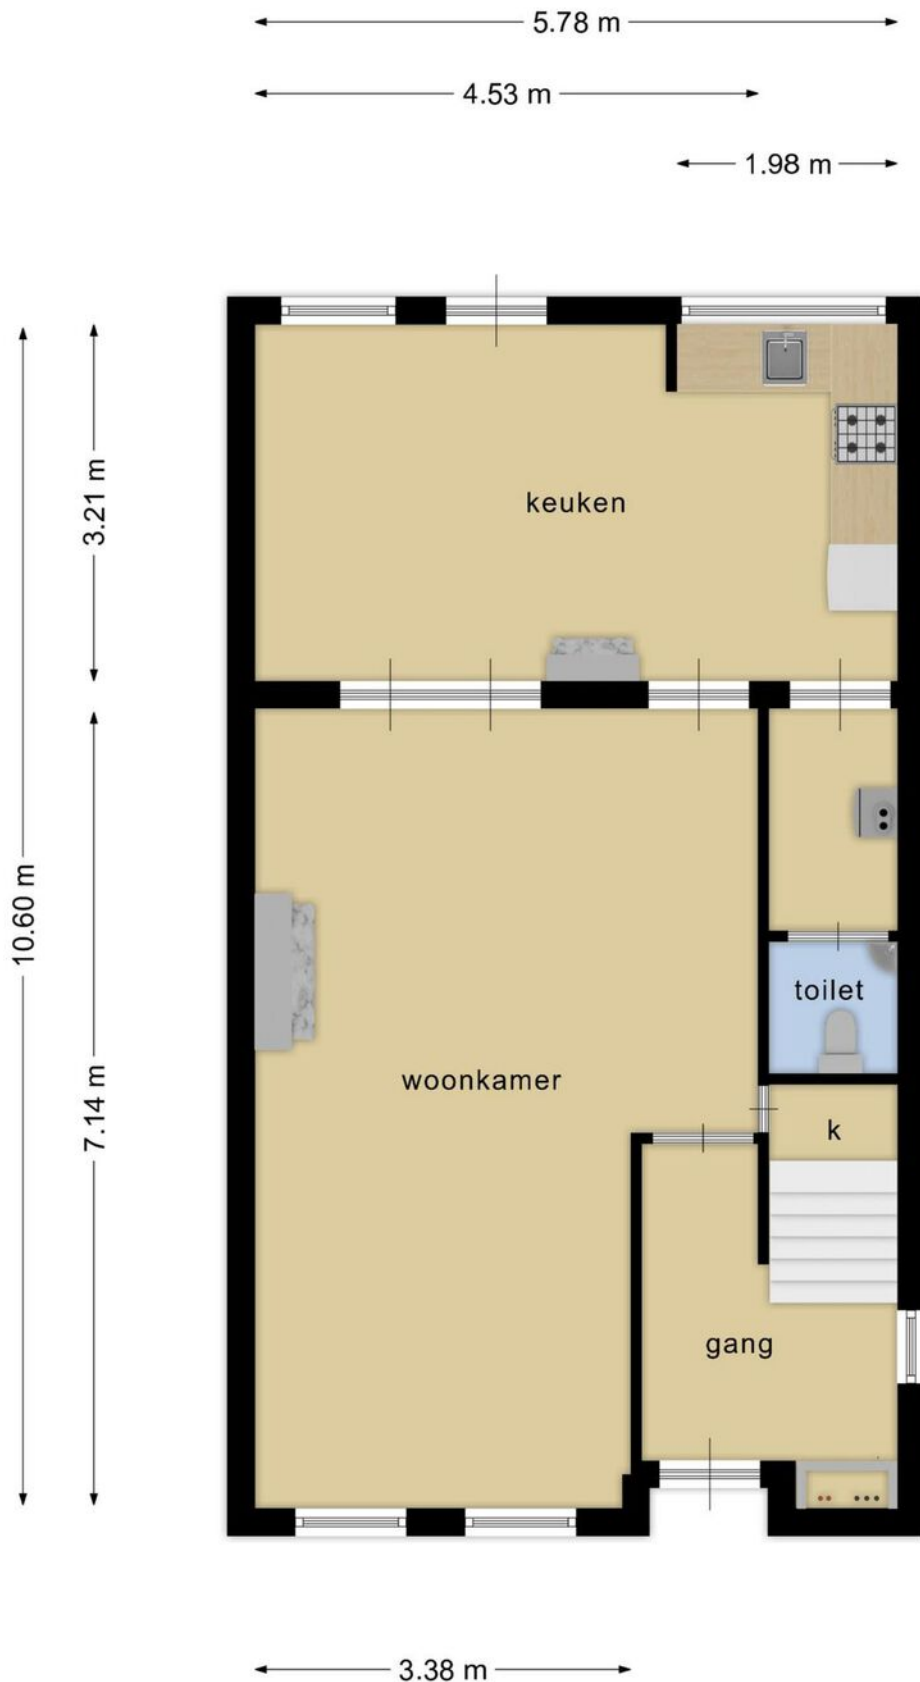 5.78 m
4.53 m
1.98 m
3.21 m
keuken
10.60 m
toilet
7.14 m
woonkamer
k
gang
3.38 m